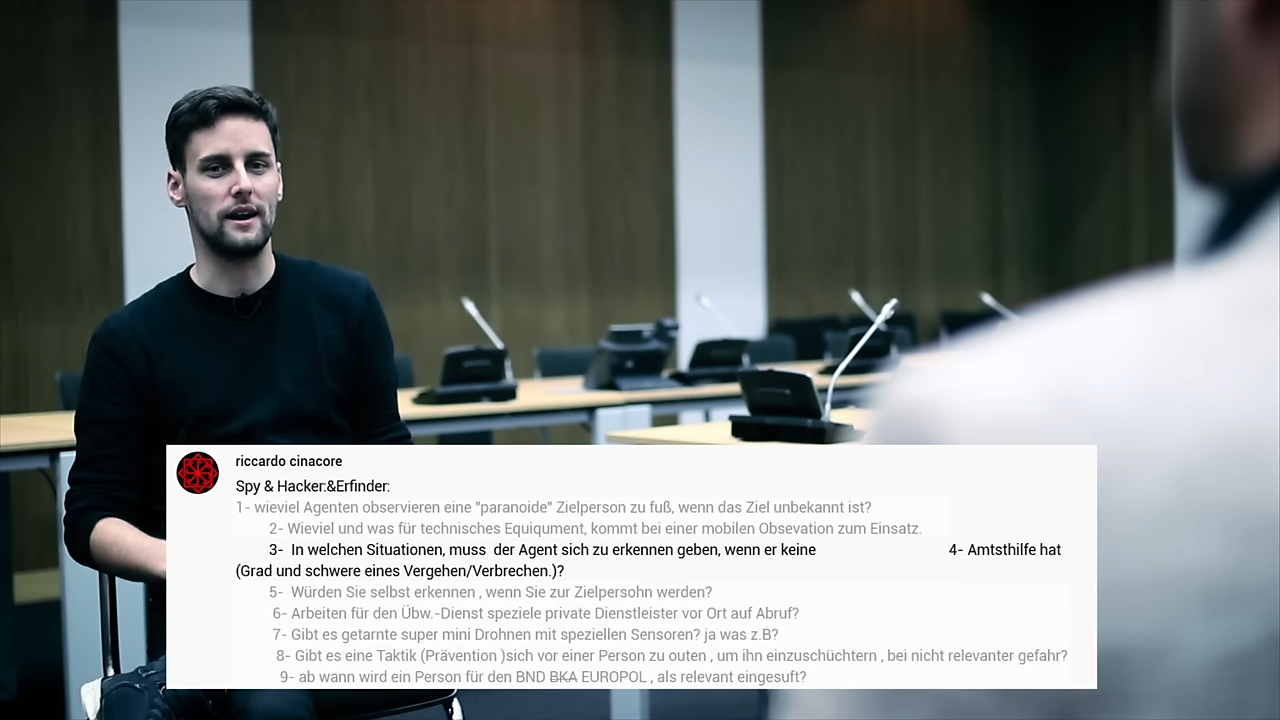 riccardo cinacore
Spy & Hacker:&Erfinder:
1- wieviel Agenten observieren eine "paranoide" Zielperson zu fuß, wenn das Ziel unbekannt ist?
2- Wieviel und was für technisches Equiqument, kommt bei einer mobilen Obsevation zum Einsatz.
3- In welchen Situationen, muss der Agent sich zu erkennen geben, wenn er keine 4- Amtsthilfe hat
(Grad und schwere eines Vergehen/Verbrechen.)?
5- Würden Sie selbst erkennen , wenn Sie zur Zielpersohn werden?
6- Arbeiten für den Übw.-Dienst speziele private Dienstleister vor Ort auf Abruf?
7- Gibt es getarnte super mini Drohnen mit speziellen Sensoren? ja was z.B?
8- Gibt es eine Taktik (Prävention )sich vor einer Person zu outen , um ihn einzuschüchtern , bei nicht relevanter gefahr?
9- ab wann wird ein Person für den BND BKA EUROPOL , als relevant eingesuft?